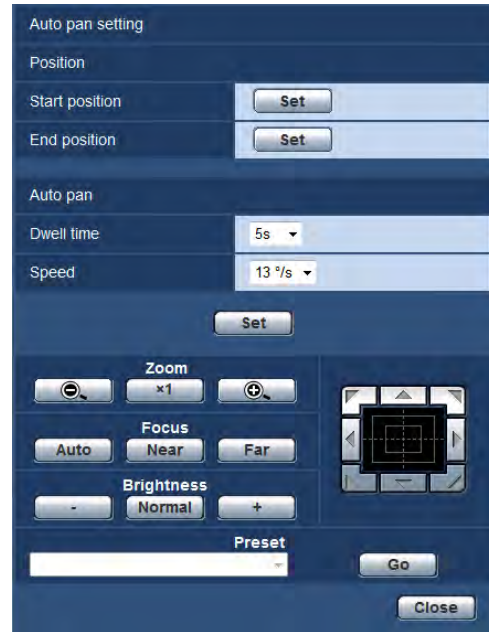 Auto pan setting
Position
Start position Set
End position Set
Auto pan
Dwell time 5s
Speed 13 °/s
Set
Zoom
×1
Focus
Auto Near Far
Brightness
- Normal +
Preset
Go
Close